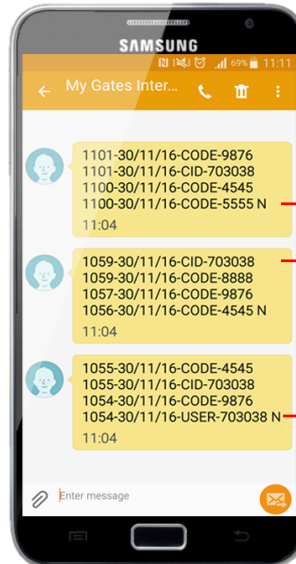 SAMSUNG
69% 11:11
My Gates Inter...
1101-30/11/16-CODE-9876
1101-30/11/16-CID-703038
1100-30/11/16-CODE-4545
1100-30/11/16-CODE-5555 N
11:04
1059-30/11/16-CID-703038
1059-30/11/16-CODE-8888
1057-30/11/16-CODE-9876
1056-30/11/16-CODE-4545 N
11:04
1055-30/11/16-CODE-4545
1055-30/11/16-CID-703038
1054-30/11/16-CODE-9876
1054-30/11/16-USER-703038 N
11:04
Enter message